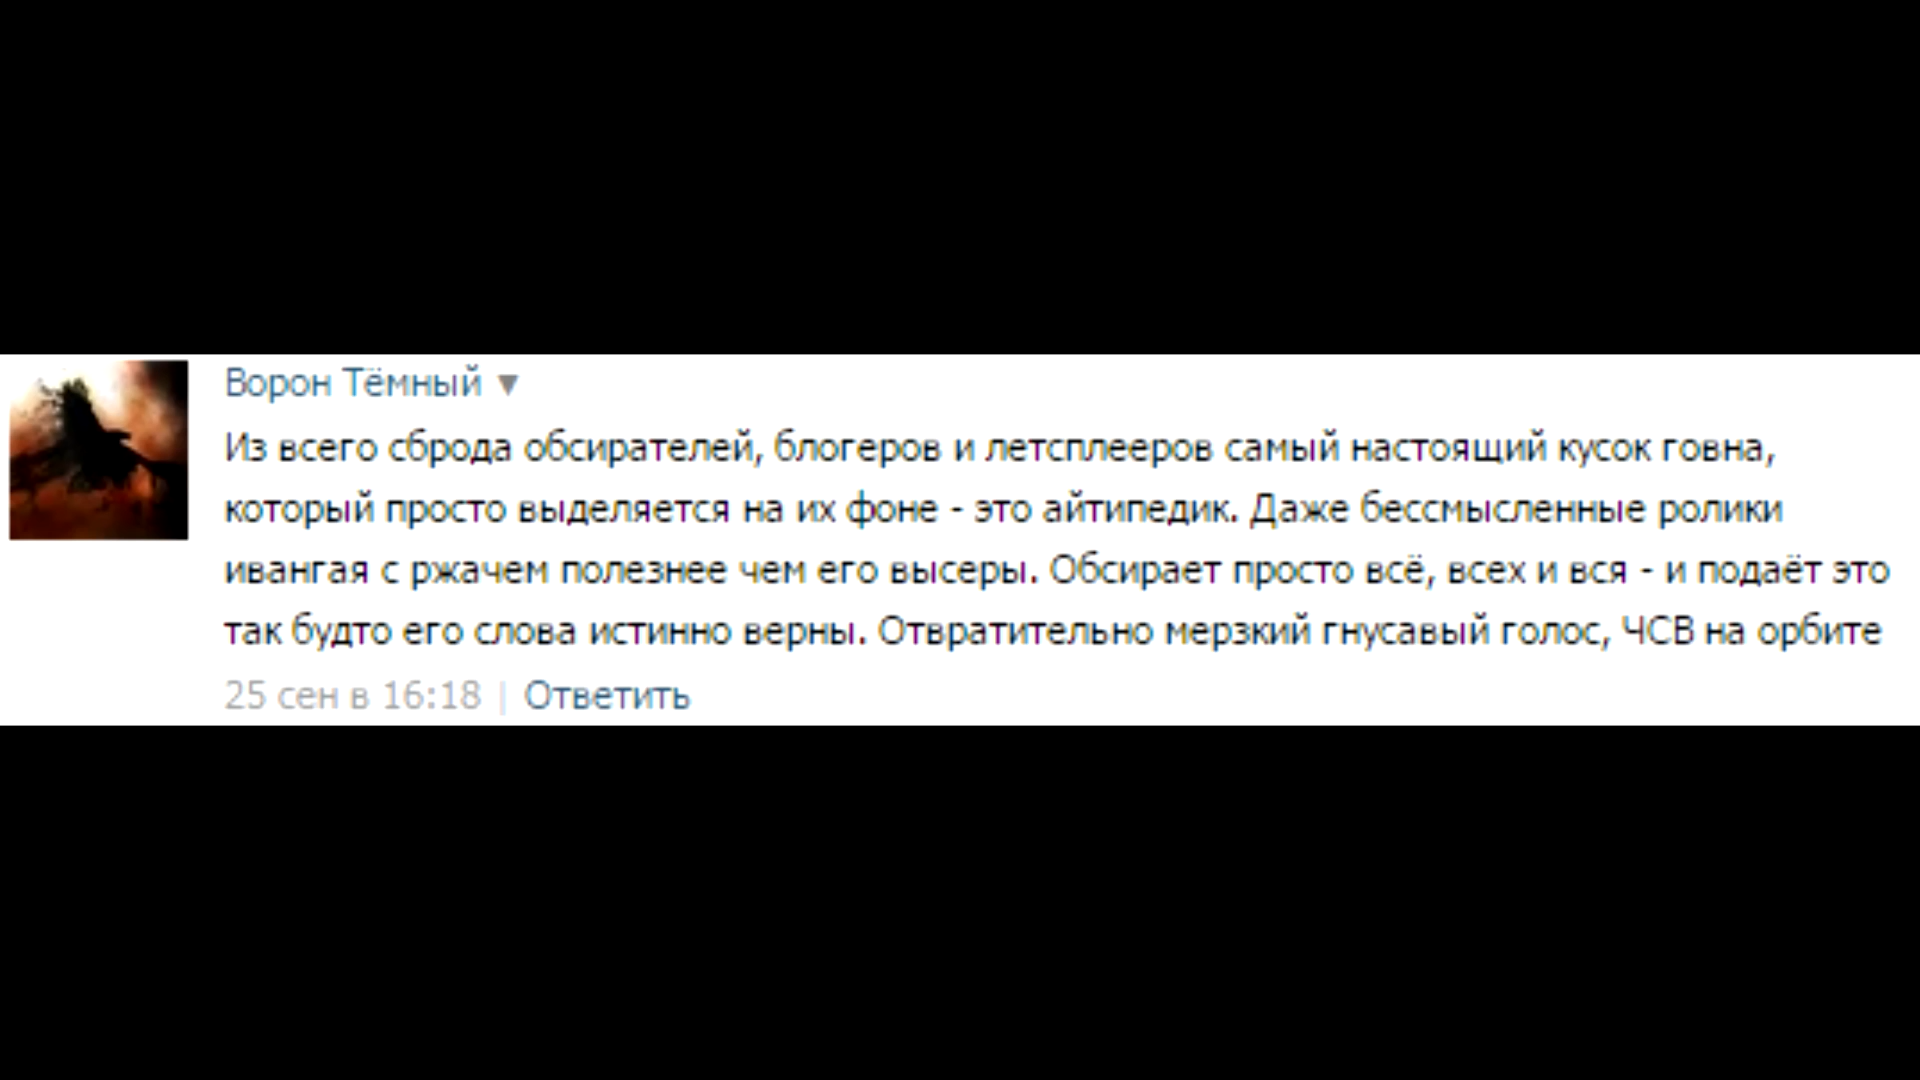 Ворон Тёмный ▼
Из всего сброда обсирателей, блогеров и летсплееров самый настоящий кусок говна,
который просто выделяется на их фоне - это айтипедик. Даже бессмысленные ролики
ивангая с ржачем полезнее чем его высеры. Обсирает просто всё, всех и вся - и подаёт это
так будто его слова истинно верны. Отвратительно мерзкий гнусавый голос, ЧСВ на орбите
25 сен в 16:18 | Ответить